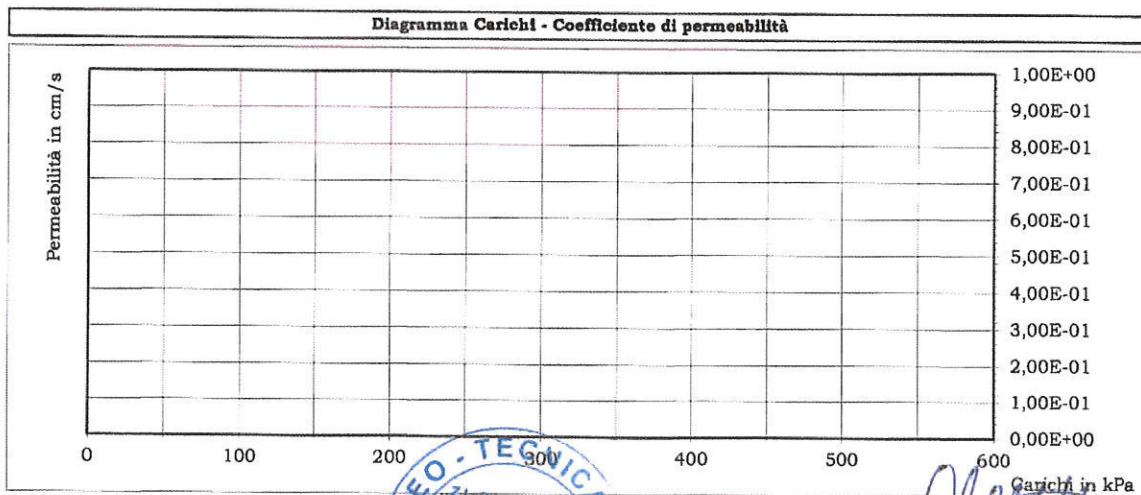 Diagramma Carichi - Coefficiente di permeabilità
Permeabilità in cm/s
1,00E+00
9,00E-01
8,00E-01
7,00E-01
6,00E-01
5,00E-01
4,00E-01
3,00E-01
2,00E-01
1,00E-01
0,00E+00
0 100 200 300 400 500 600
Carichi in kPa
EO - TECNICA